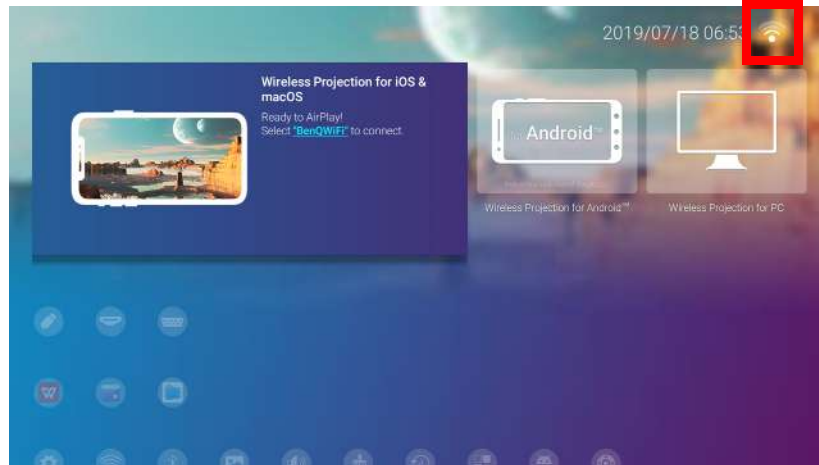 2019/07/18 06:53
Wireless Projection for iOS &
macOS
Ready to AirPlay!
Select "BenQWiFi" to connect.
Android™
Wireless Projection for Android™
Wireless Projection for PC